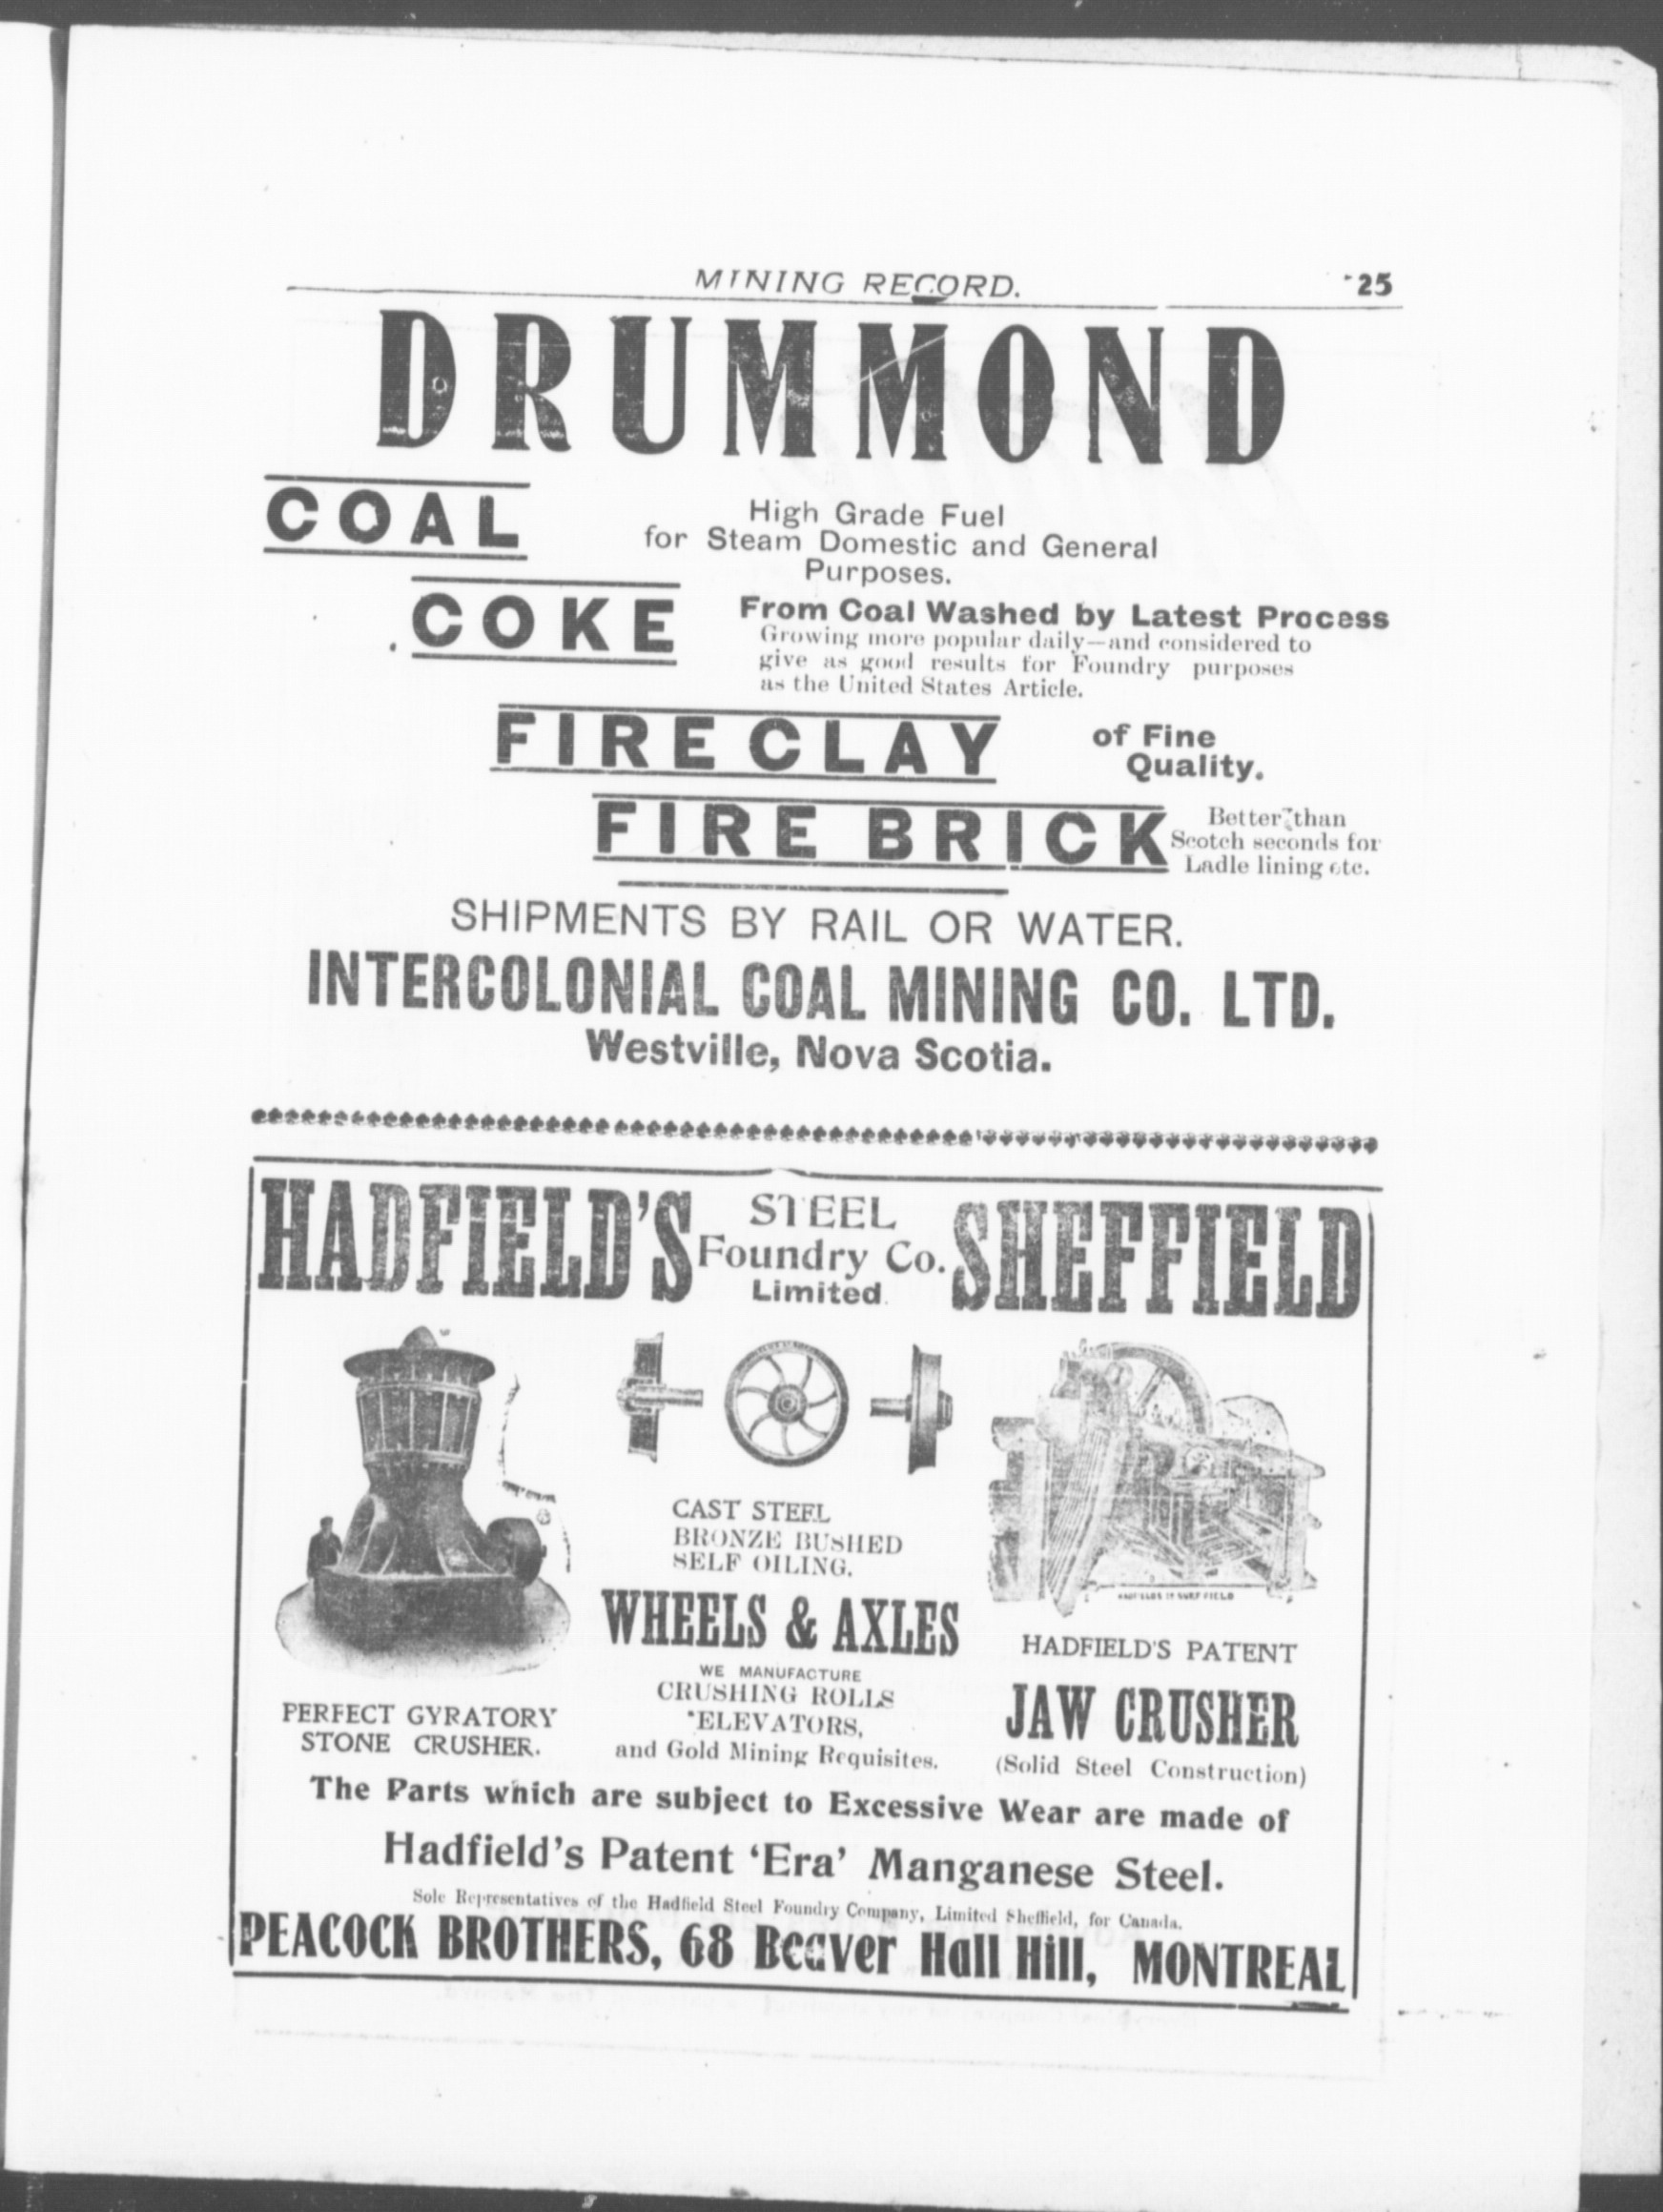 MINING RECORD. 25
DRUMMOND
COAL
High Grade Fuel
for Steam Domestic and General
Purposes.
COKE
From Coal Washed by Latest Process
Growing more popular daily—and considered to
give as good results for Foundry purposes
as the United States Article.
FIRECLAY
of Fine
Quality.
FIRE BRICK
Better than
Scotch seconds for
Ladle lining etc.
SHIPMENTS BY RAIL OR WATER.
INTERCOLONIAL COAL MINING CO. LTD.
Westville, Nova Scotia.
HADFIELD'S STEEL Foundry Co. Limited SHEFFIELD
CAST STEEL
BRONZE BUSHED
SELF OILING.
WHEELS & AXLES
WE MANUFACTURE
CRUSHING ROLLS
ELEVATORS,
and Gold Mining Requisites.
PERFECT GYRATORY
STONE CRUSHER.
HADFIELD'S PATENT
JAW CRUSHER
(Solid Steel Construction)
The Parts which are subject to Excessive Wear are made of
Hadfield's Patent 'Era' Manganese Steel.
Sole Representatives of the Hadfield Steel Foundry Company, Limited Sheffield, for Canada.
PEACOCK BROTHERS, 68 Beaver Hall Hill, MONTREAL